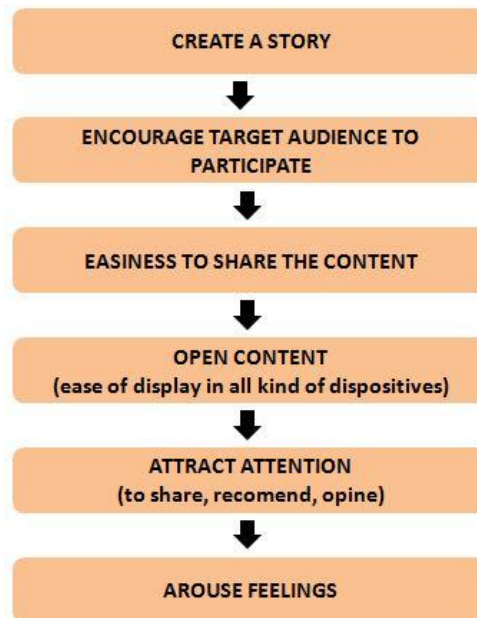 CREATE A STORY
ENCOURAGE TARGET AUDIENCE TO
PARTICIPATE
EASINESS TO SHARE THE CONTENT
OPEN CONTENT
(ease of display in all kind of dispositives)
ATTRACT ATTENTION
(to share, recomend, opine)
AROUSE FEELINGS